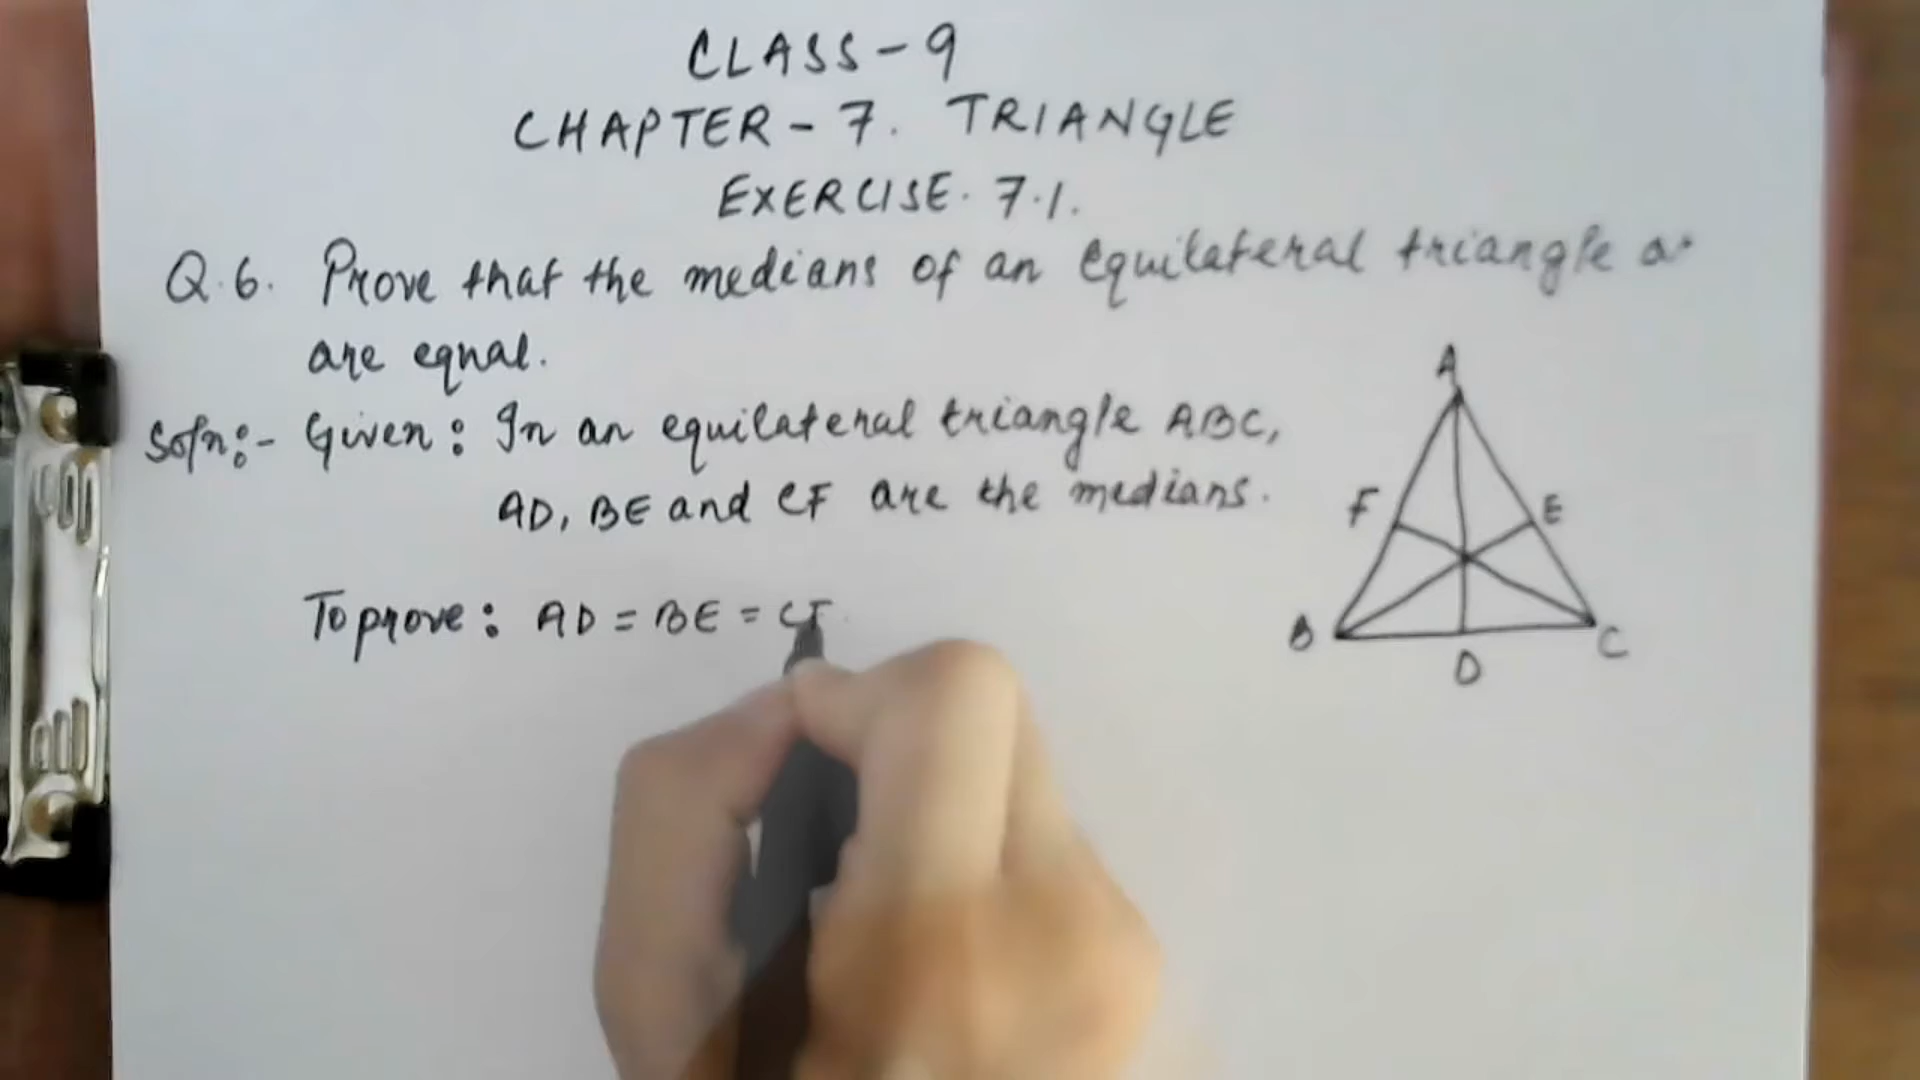 CLASS-9
CHAPTER-7. TRIANGLE
EXERCISE. 7.1.
Q.6. Prove that the medians of an equilateral triangle
are equal.
Soln:- Given: In an equilateral triangle ABC,
AD, BE and CF are the medians.
To prove: AD = BE = CF
A
F
E
B
C
D